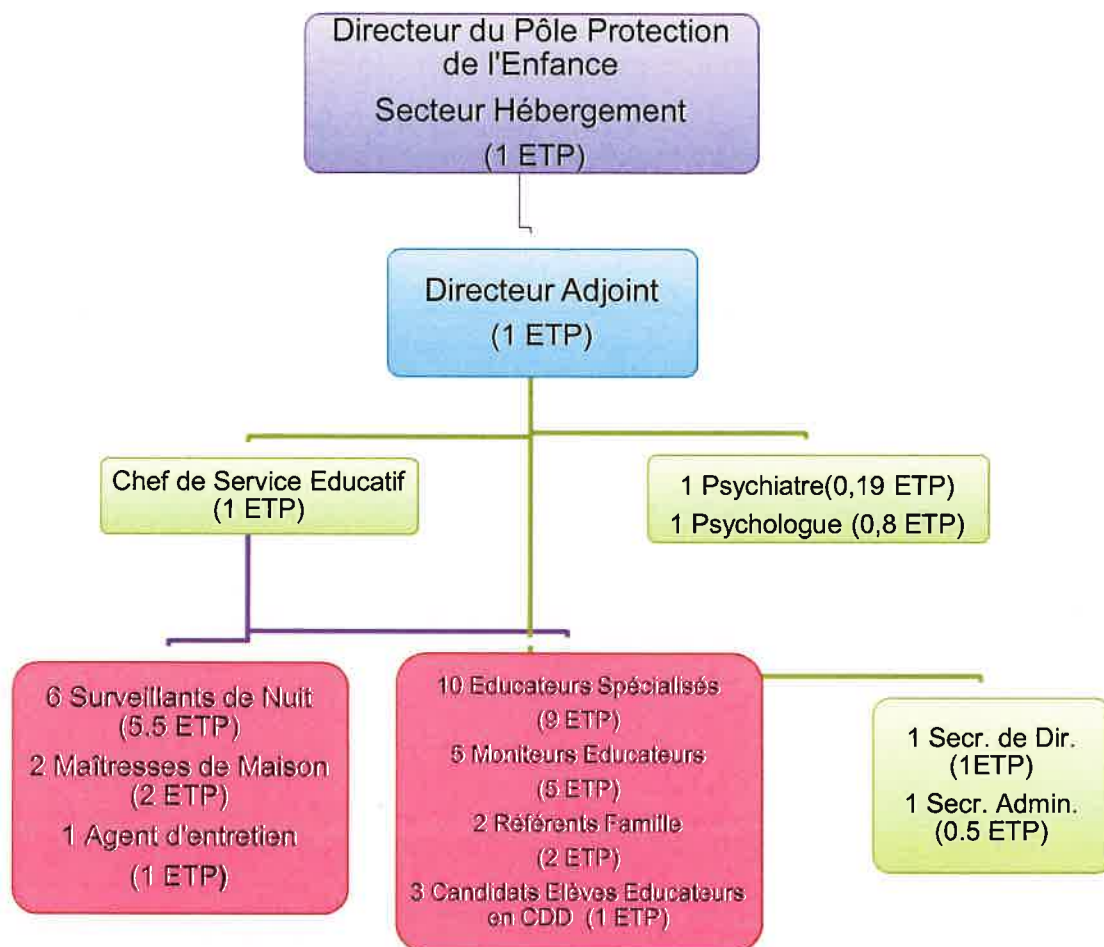 Directeur du Pôle Protection
de l'Enfance
Secteur Hébergement
(1 ETP)
Directeur Adjoint
(1 ETP)
Chef de Service Educatif
(1 ETP)
1 Psychiatre(0,19 ETP)
1 Psychologue (0,8 ETP)
6 Surveillants de Nuit
(5.5 ETP)
2 Maîtresses de Maison
(2 ETP)
1 Agent d'entretien
(1 ETP)
10 Educateurs Spécialisés
(9 ETP)
5 Moniteurs Educateurs
(5 ETP)
2 Référents Famille
(2 ETP)
3 Candidats Elèves Educateurs
en CDD (1 ETP)
1 Secr. de Dir.
(1ETP)
1 Secr. Admin.
(0.5 ETP)